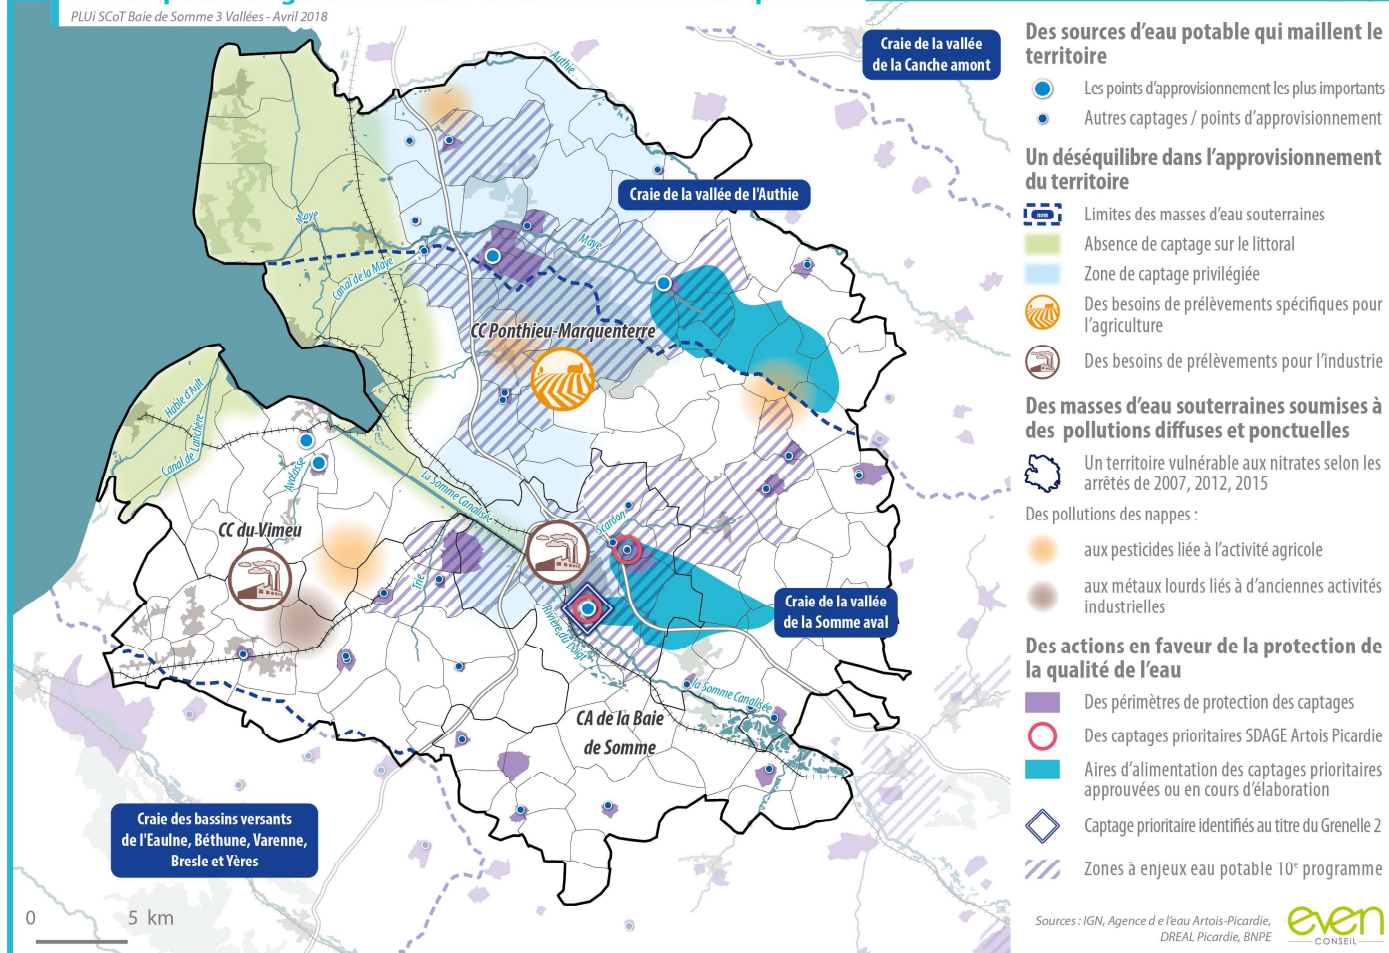 PLUi SCoT Baie de Somme 3 Vallées - Avril 2018
Craie de la vallée
de la Canche amont
Authie
Craie de la vallée de l'Authie
Maye
Maye
Canal de la Maye
CC Ponthieu-Marquenterre
Hable d'Ault
Canal de Lanchère
Avalasse
La Somme Canalisée
CC du Vimeu
Scardon
Trie
Craie de la vallée
de la Somme aval
Rivière du Doigt
la Somme Canalisée
CA de la Baie
de Somme
Craie des bassins versants
de l'Eaulne, Béthune, Varenne,
Bresle et Yères
0 5 km
Des sources d'eau potable qui maillent le
territoire
Les points d'approvisionnement les plus importants
Autres captages / points d'approvisionnement
Un déséquilibre dans l'approvisionnement
du territoire
nom
Limites des masses d'eau souterraines
Absence de captage sur le littoral
Zone de captage privilégiée
Des besoins de prélèvements spécifiques pour
l'agriculture
Des besoins de prélèvements pour l'industrie
Des masses d'eau souterraines soumises à
des pollutions diffuses et ponctuelles
Un territoire vulnérable aux nitrates selon les
arrêtés de 2007, 2012, 2015
Des pollutions des nappes :
aux pesticides liée à l'activité agricole
aux métaux lourds liés à d'anciennes activités
industrielles
Des actions en faveur de la protection de
la qualité de l'eau
Des périmètres de protection des captages
Des captages prioritaires SDAGE Artois Picardie
Aires d'alimentation des captages prioritaires
approuvées ou en cours d'élaboration
Captage prioritaire identifiés au titre du Grenelle 2
Zones à enjeux eau potable 10e programme
Sources : IGN, Agence d e l'eau Artois-Picardie,
DREAL Picardie, BNPE
even
CONSEIL